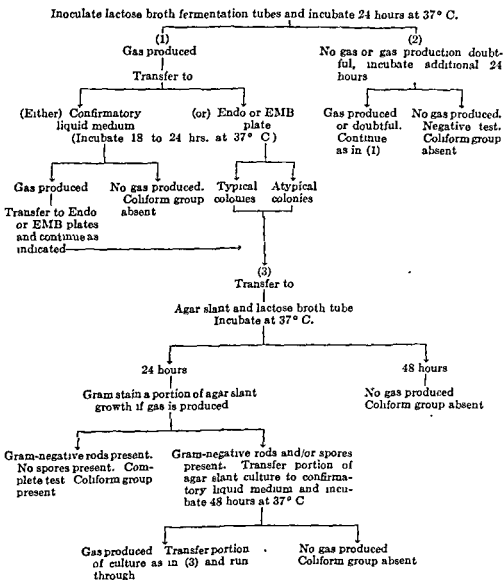 Inoculate lactose broth fermentation tubes and incubate 24 hours at 37° C.
(1)
Gas produced
Transfer to
(2)
No gas or gas production doubt-
ful, incubate additional 24
hours
(Either) Confirmatory
liquid medium
(or) Endo or EMB
plate
(Incubate 18 to 24 hrs. at 37° C)
Gas produced
or doubtful.
Continue
as in (1)
No gas produced.
Negative test.
Coliform group
absent
Gas produced
Transfer to Endo
or EMB plates
and continue as
indicated
No gas produced.
Coliform group
absent
Typical
colonies
Atypical
colonies
(3)
Transfer to
Agar slant and lactose broth tube
Incubate at 37° C.
24 hours
Gram stain a portion of agar slant
growth if gas is produced
48 hours
No gas produced
Coliform group absent
Gram-negative rods present.
No spores present. Com-
plete test Coliform group
present
Gram-negative rods and/or spores
present. Transfer portion of
agar slant culture to confirma-
tory liquid medium and incu-
bate 48 hours at 37° C
Gas produced Transfer portion
of culture as in (3) and run
through
No gas produced
Coliform group absent